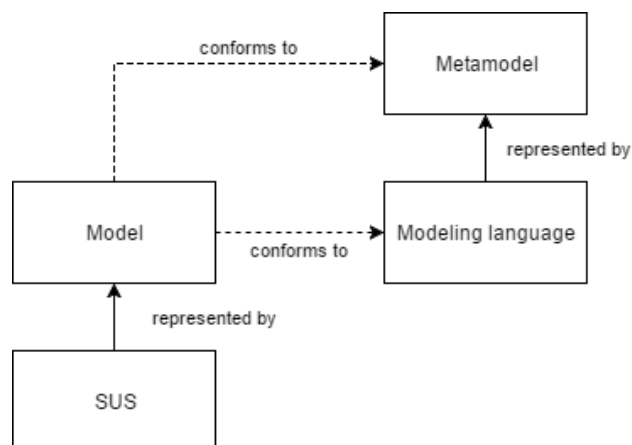 conforms to
Metamodel
represented by
Model
conforms to
Modeling language
represented by
SUS